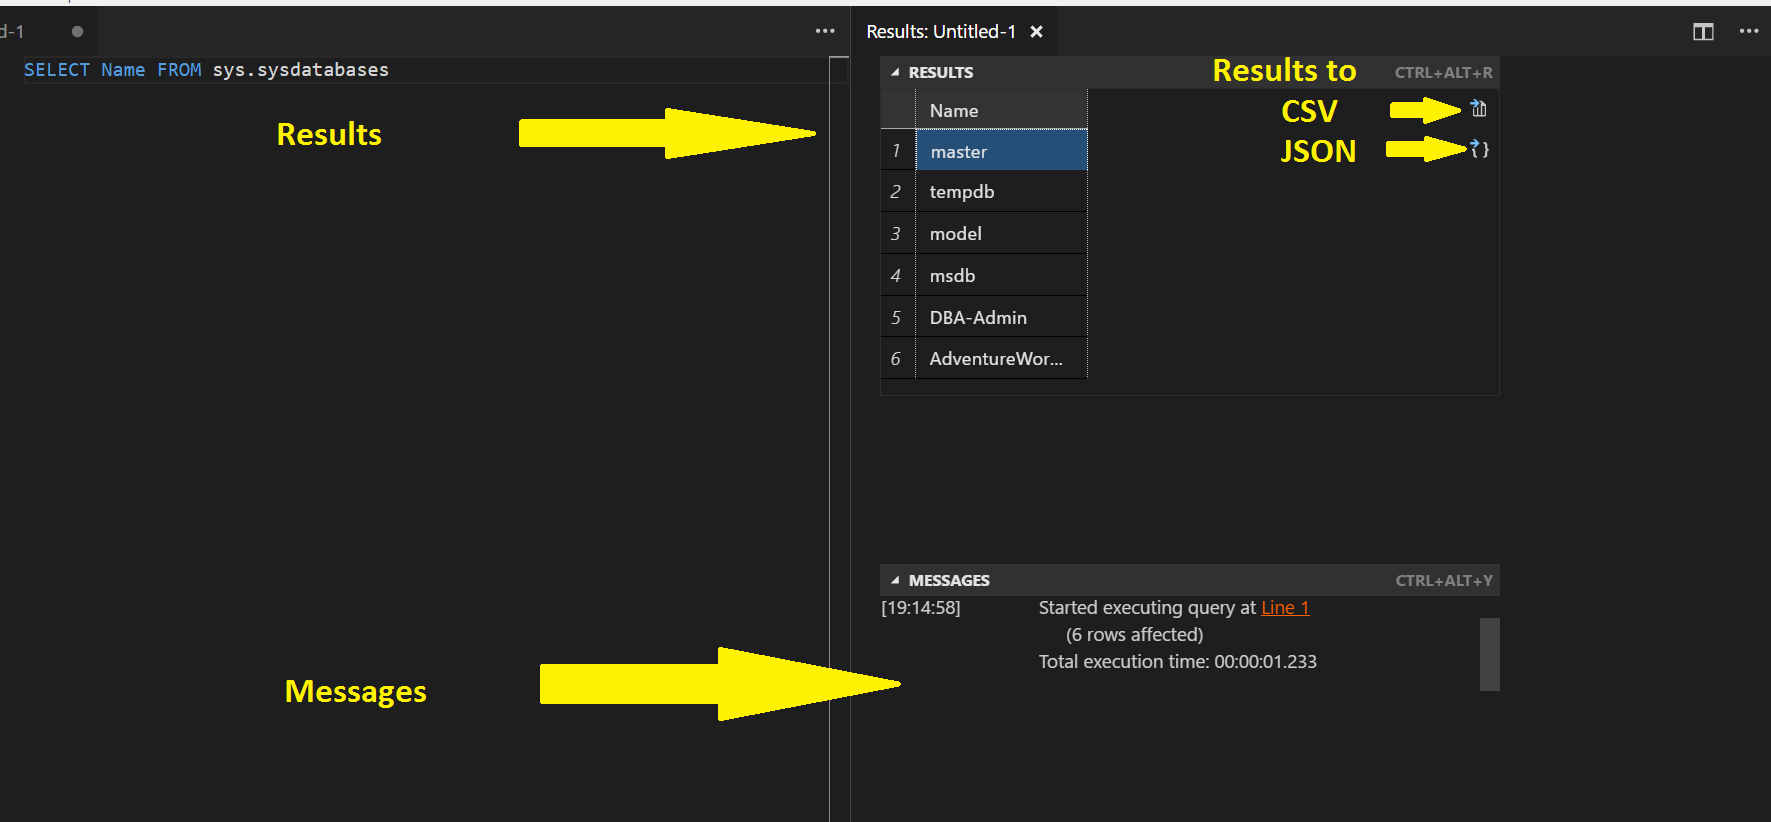 d-1
SELECT Name FROM sys.sysdatabases
Results
Messages
Results: Untitled-1
RESULTS
CTRL+ALT+R
Results to
CSV
JSON
Name
1 master
2 tempdb
3 model
4 msdb
5 DBA-Admin
6 AdventureWor...
MESSAGES
CTRL+ALT+Y
[19:14:58] Started executing query at Line 1
(6 rows affected)
Total execution time: 00:00:01.233